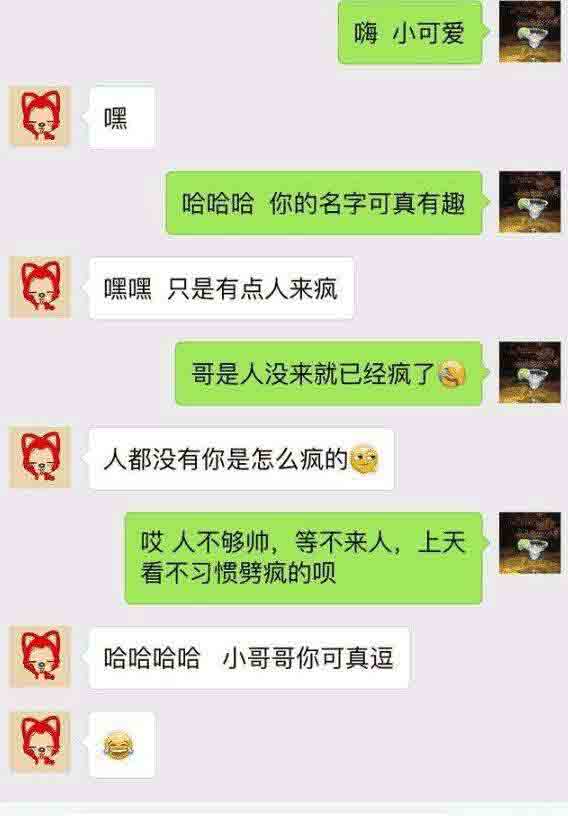 嗨 小可爱
嘿
哈哈哈 你的名字可真有趣
嘿嘿 只是有点人来疯
哥是人没来就已经疯了
人都没有你是怎么疯的
哎 人不够帅，等不来人，上天
看不习惯劈疯的呗
哈哈哈哈 小哥哥你可真逗